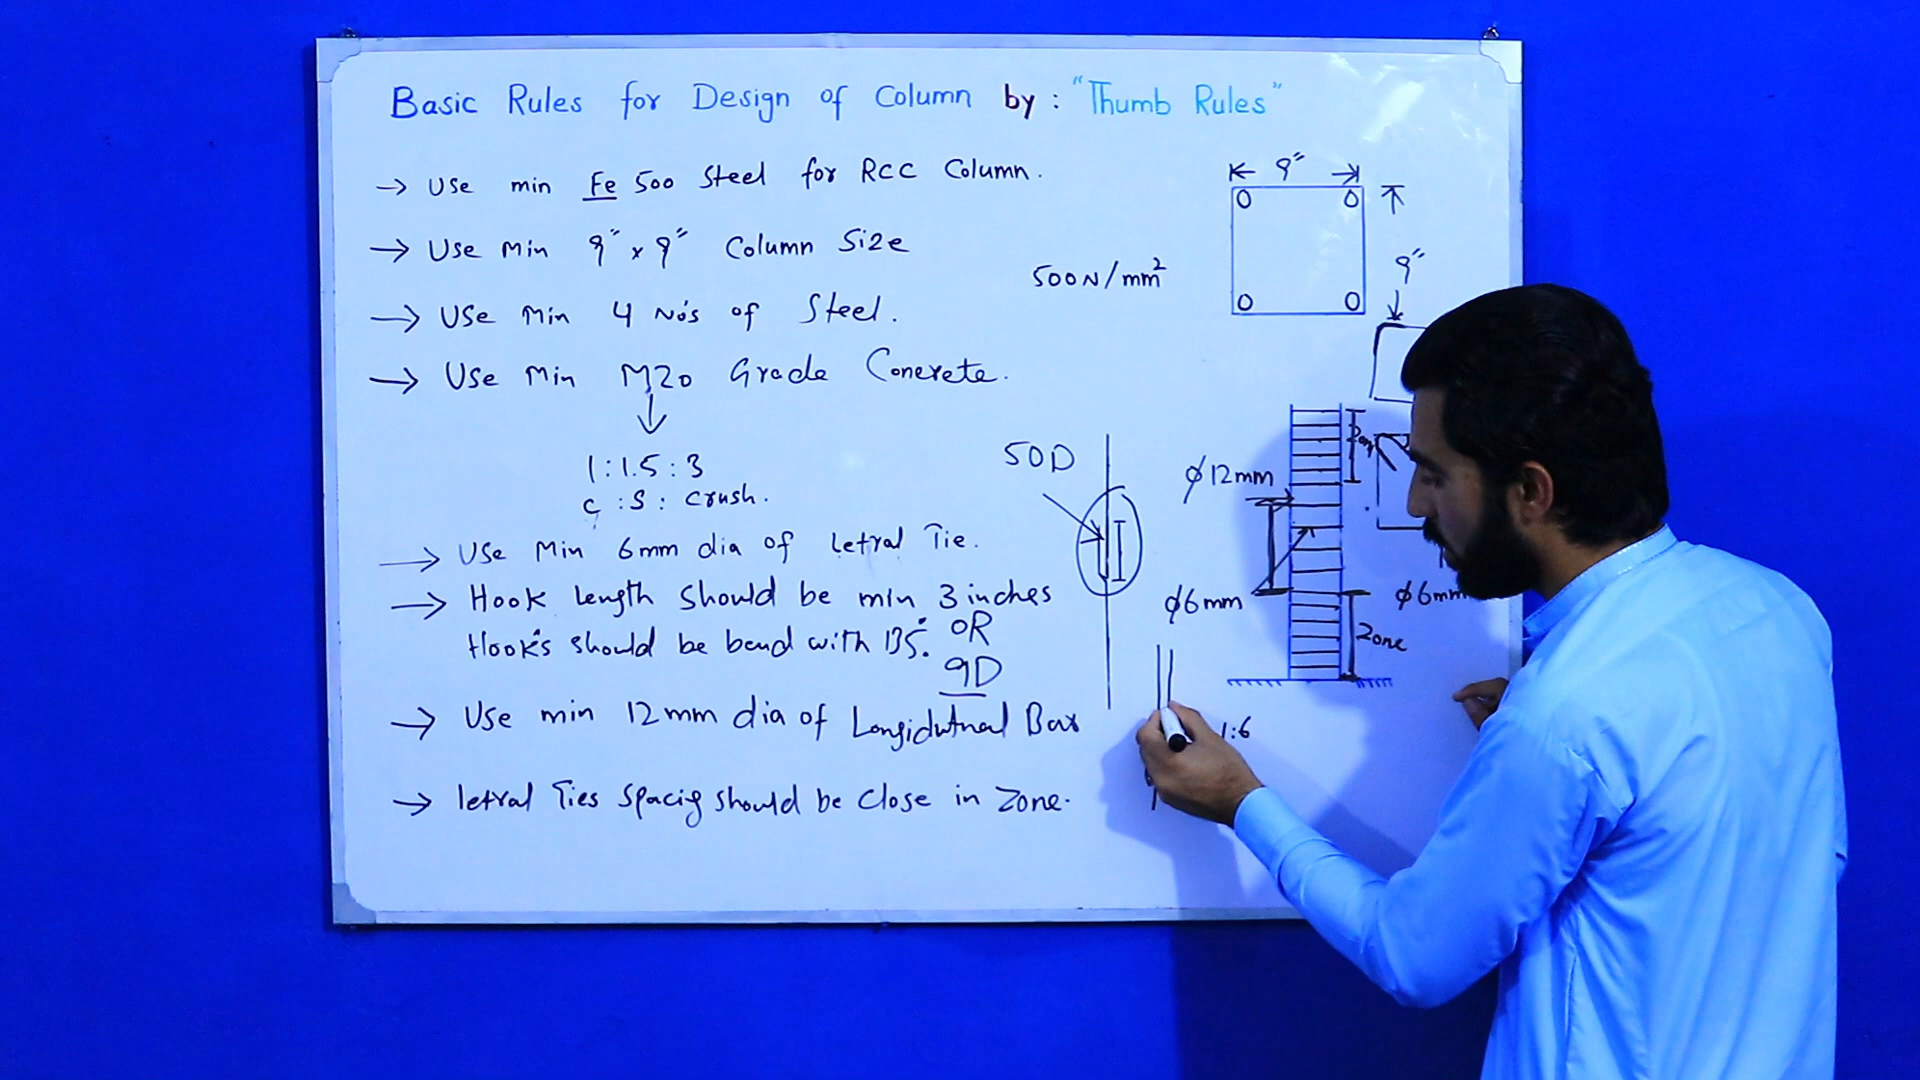 Basic Rules for Design of Column by : "Thumb Rules"
→ Use min Fe 500 Steel for RCC Column.
→ Use Min 9" x 9" Column Size
→ Use Min 4 No's of Steel.
→ Use Min M20 Grade Concrete.
1 : 1.5 : 3
C : S : Crush.
→ Use Min 6mm dia of Letral Tie.
→ Hook Length Should be min 3 inches
Hook's should be bend with 135°. OR
9D
→ Use min 12mm dia of Longidutnal Bar
→ letral Ties Spacig should be Close in Zone.
9"
9"
500N/mm²
50D
φ12mm
Zone
φ6mm
φ6mm
Zone
1:6